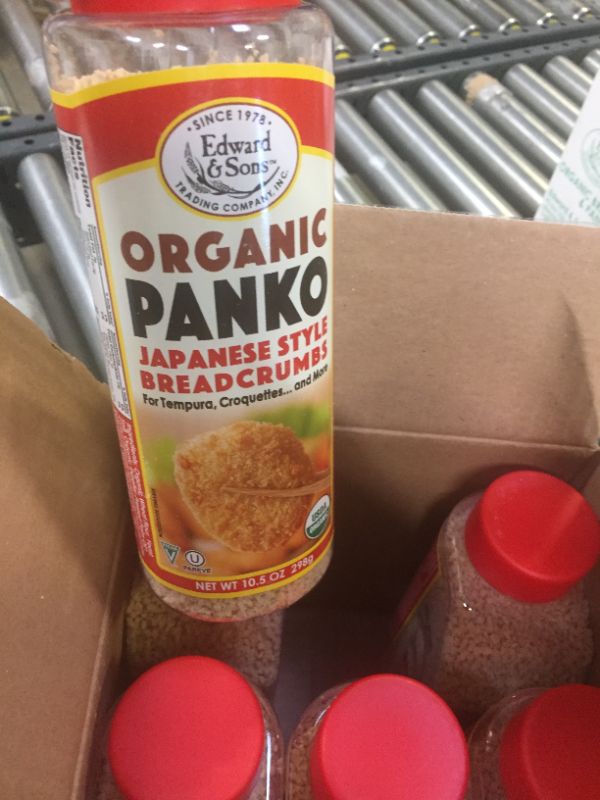 SINCE 1978
Edward
& Sons™
TRADING COMPANY, INC.
Nutrition
Facts
ORGANIC
PANKO
JAPANESE STYLE
BREADCRUMBS
For Tempura, Croquettes... and More
USDA
ORGANIC
U
PAREVE
NET WT 10.5 OZ 298g